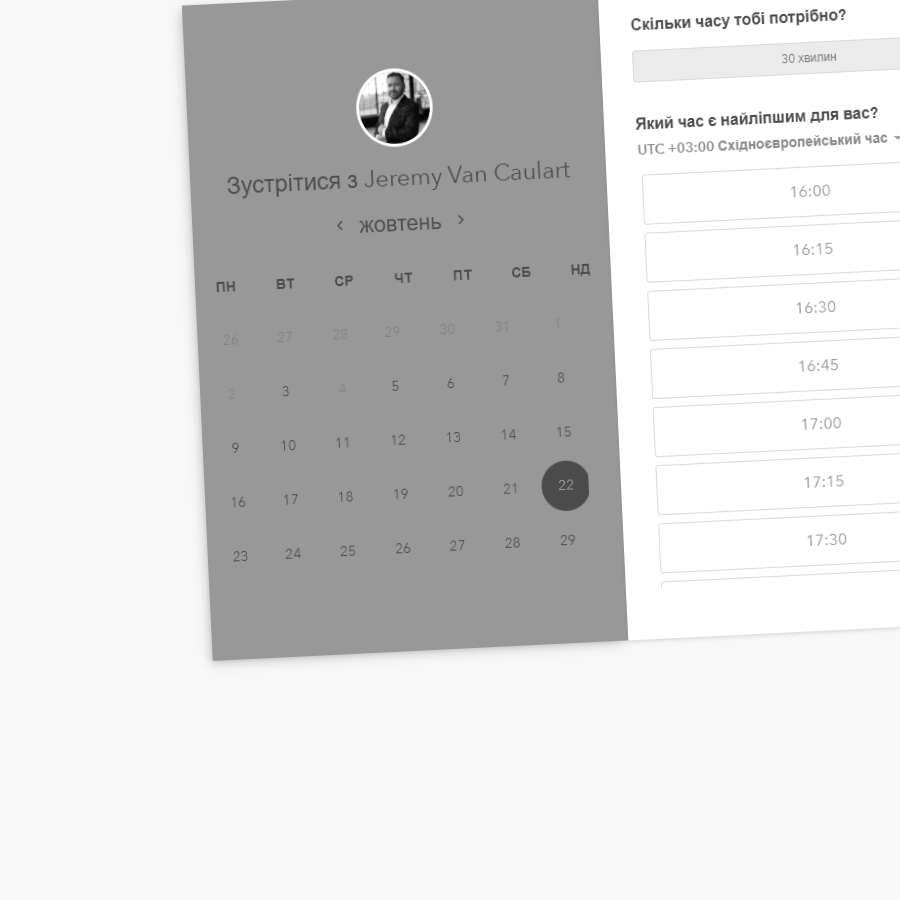 Зустрітися з Jeremy Van Caulart
‹ жовтень ›
ПН ВТ СР ЧТ ПТ СБ НД
26 27 28 29 30 31 1
2 3 4 5 6 7 8
9 10 11 12 13 14 15
16 17 18 19 20 21 22
23 24 25 26 27 28 29
Скільки часу тобі потрібно?
30 хвилин
Який час є найліпшим для вас?
UTC +03:00 Східноєвропейський час
16:00
16:15
16:30
16:45
17:00
17:15
17:30